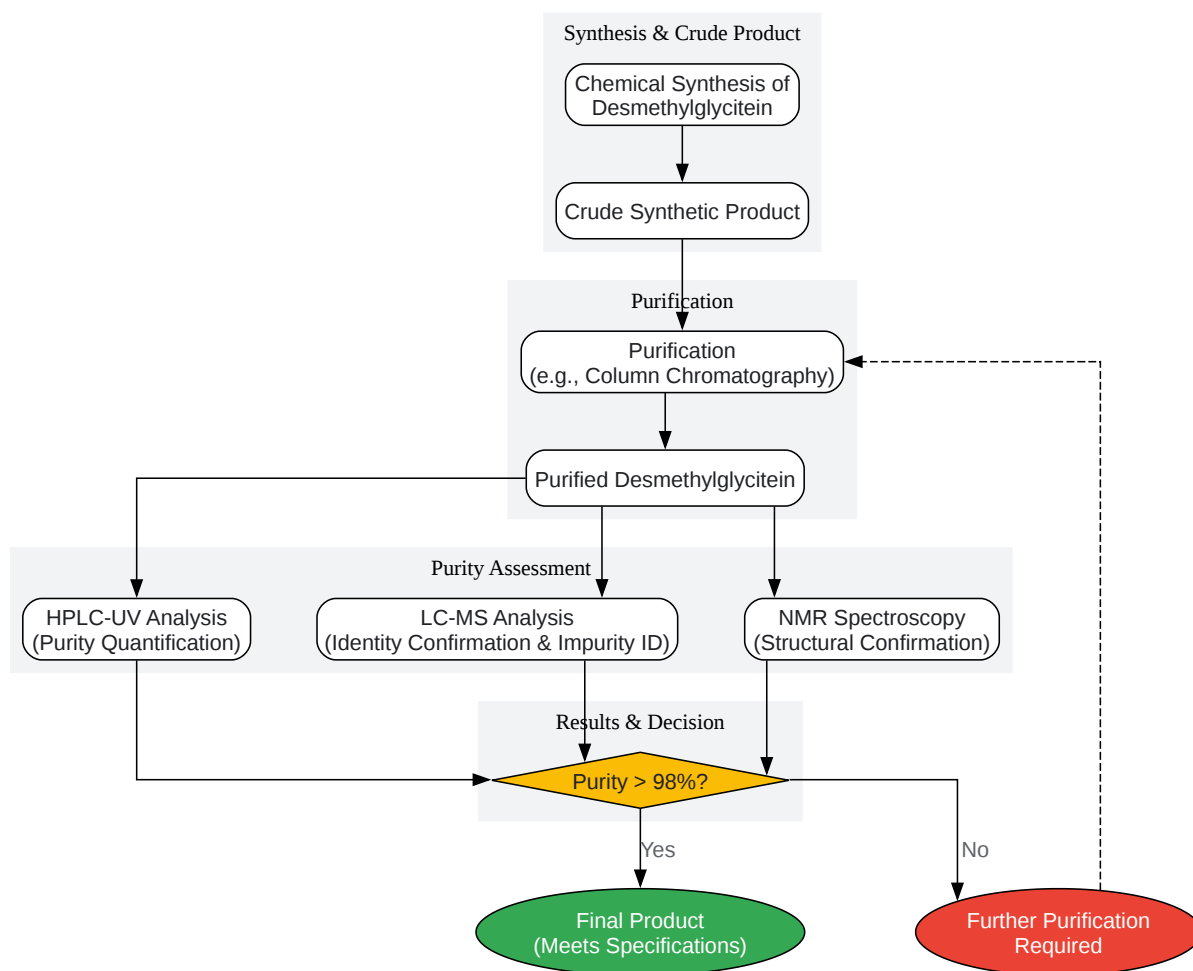 Synthesis & Crude Product
Chemical Synthesis of
Desmethylglycitein
Crude Synthetic Product
Purification
Purification
(e.g., Column Chromatography)
Purified Desmethylglycitein
Purity Assessment
HPLC-UV Analysis
(Purity Quantification)
LC-MS Analysis
(Identity Confirmation & Impurity ID)
NMR Spectroscopy
(Structural Confirmation)
Results & Decision
Purity > 98%?
Yes
No
Final Product
(Meets Specifications)
Further Purification
Required